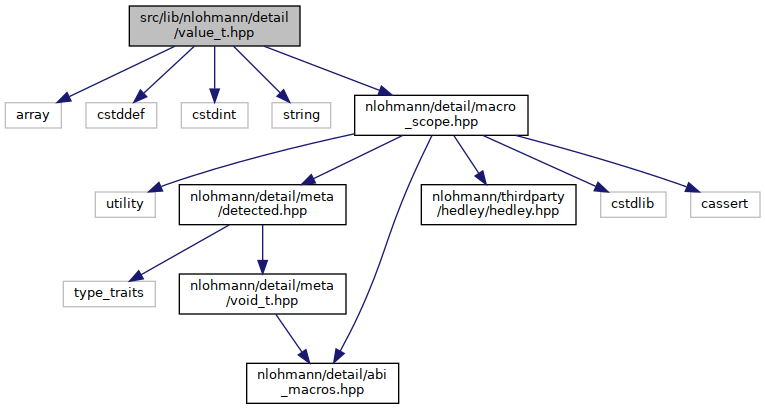 src/lib/nlohmann/detail
/value_t.hpp
array
cstddef
cstdint
string
nlohmann/detail/macro
_scope.hpp
utility
nlohmann/detail/meta
/detected.hpp
nlohmann/thirdparty
/hedley/hedley.hpp
cstdlib
cassert
type_traits
nlohmann/detail/meta
/void_t.hpp
nlohmann/detail/abi
_macros.hpp